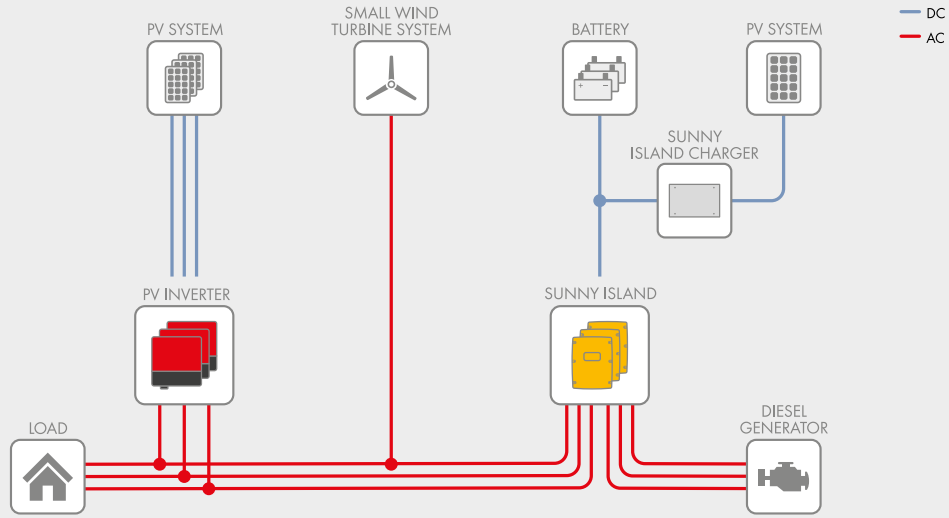 SMALL WIND
TURBINE SYSTEM
PV SYSTEM
BATTERY
PV SYSTEM
DC
AC
SUNNY
ISLAND CHARGER
PV INVERTER
SUNNY ISLAND
LOAD
DIESEL
GENERATOR